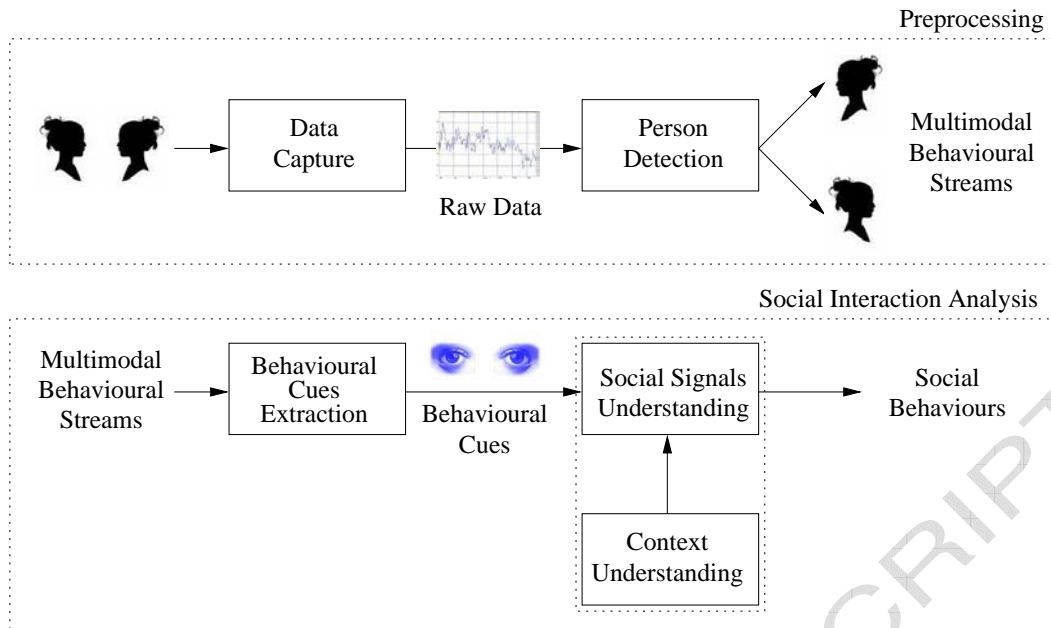 Preprocessing
Data
Capture
Raw Data
Person
Detection
Multimodal
Behavioural
Streams
Social Interaction Analysis
Multimodal
Behavioural
Streams
Behavioural
Cues
Extraction
Behavioural
Cues
Social Signals
Understanding
Social
Behaviours
Context
Understanding
CRIPT